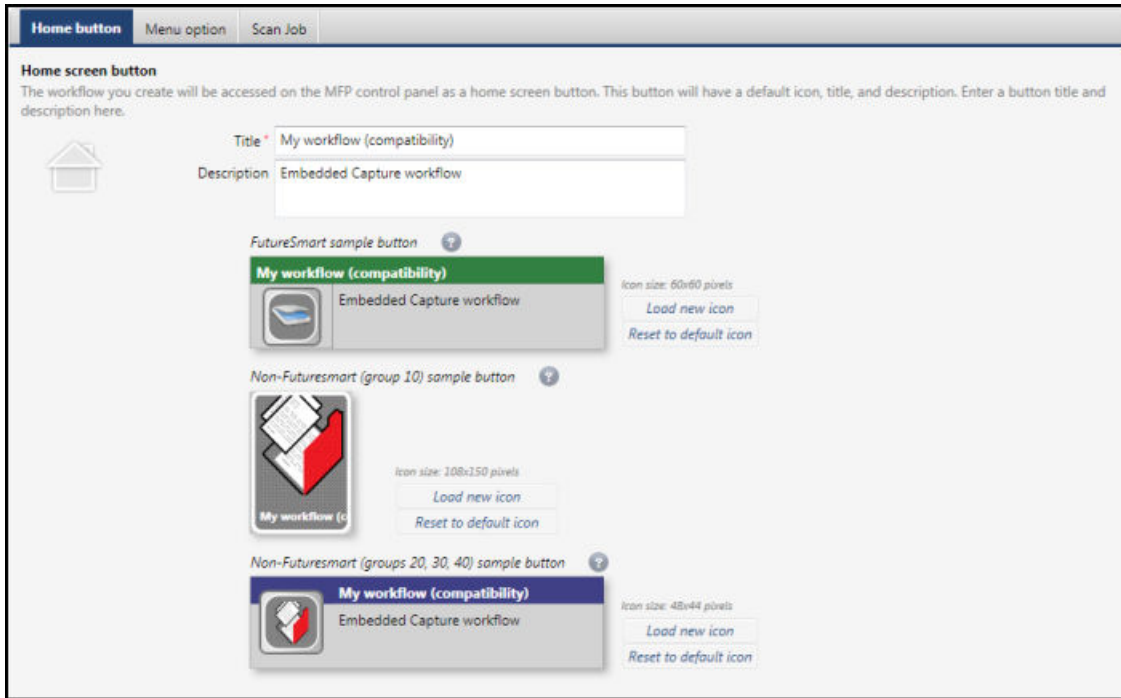 Home button Menu option Scan Job
Home screen button
The workflow you create will be accessed on the MFP control panel as a home screen button. This button will have a default icon, title, and description. Enter a button title and
description here.
Title * My workflow (compatibility)
Description Embedded Capture workflow
FutureSmart sample button ?
My workflow (compatibility)
Embedded Capture workflow
Icon size: 60x60 pixels
Load new icon
Reset to default icon
Non-Futuresmart (group 10) sample button ?
My workflow (c
Icon size: 108x150 pixels
Load new icon
Reset to default icon
Non-Futuresmart (groups 20, 30, 40) sample button ?
My workflow (compatibility)
Embedded Capture workflow
Icon size: 48x44 pixels
Load new icon
Reset to default icon